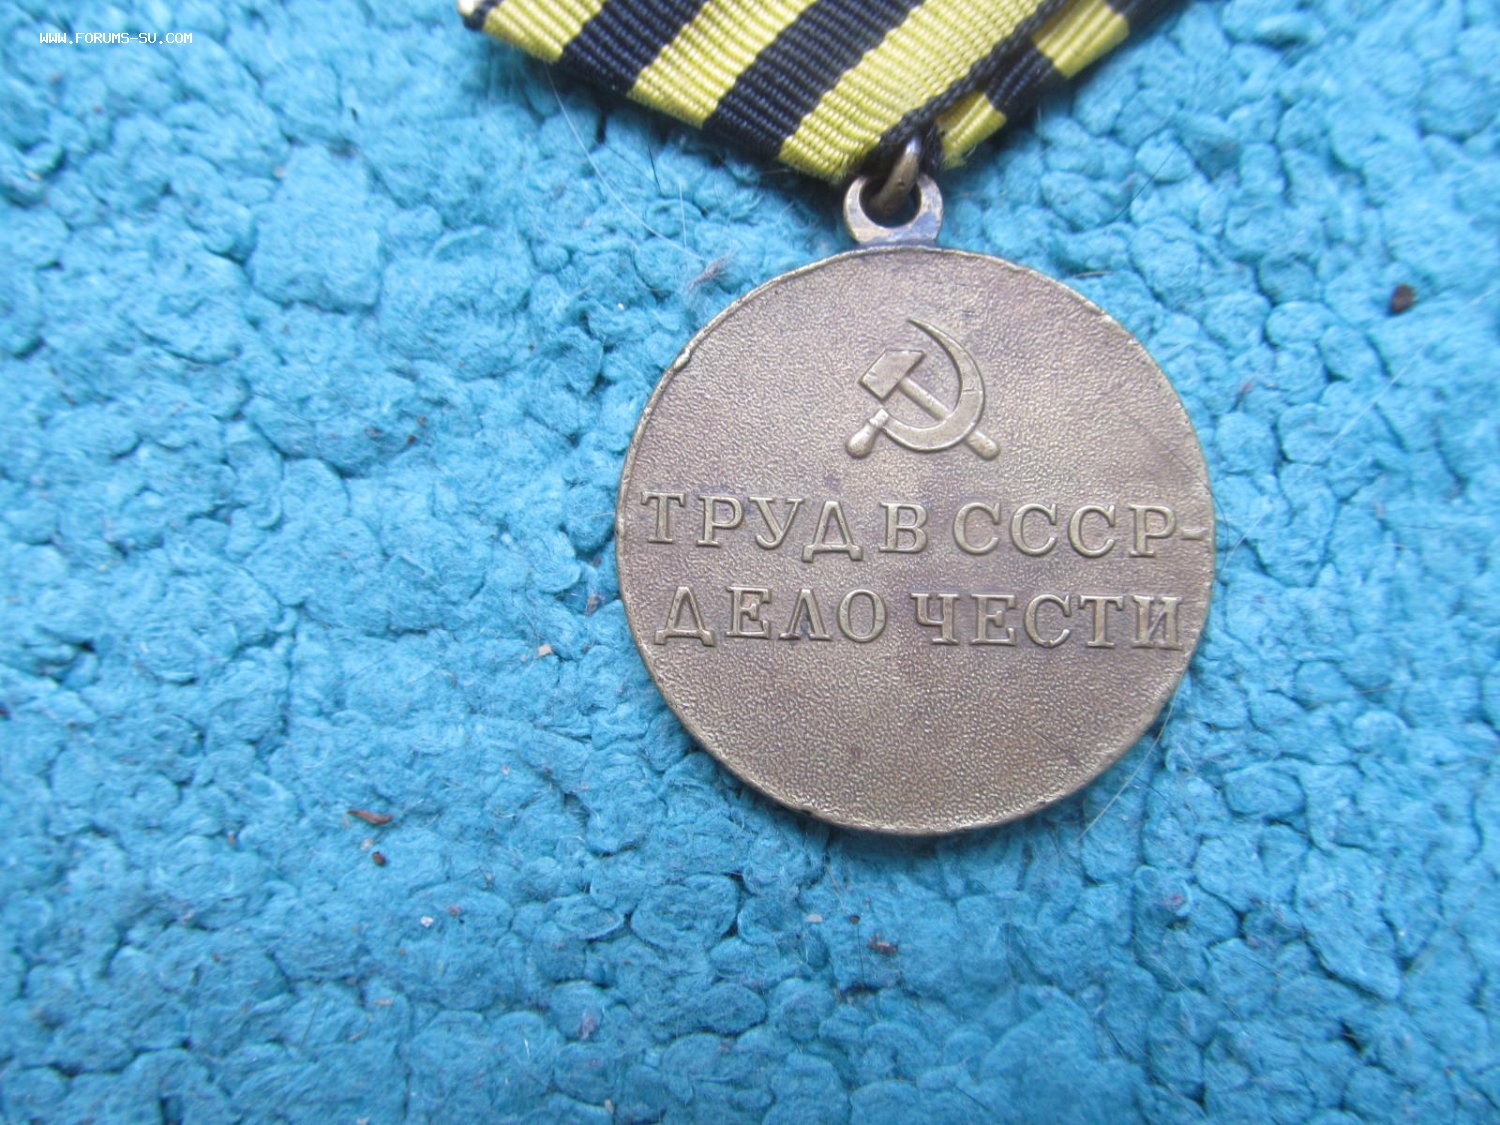 WWW.FORUMS-SU.COM
ТРУД В СССР-
ДЕЛО ЧЕСТИ